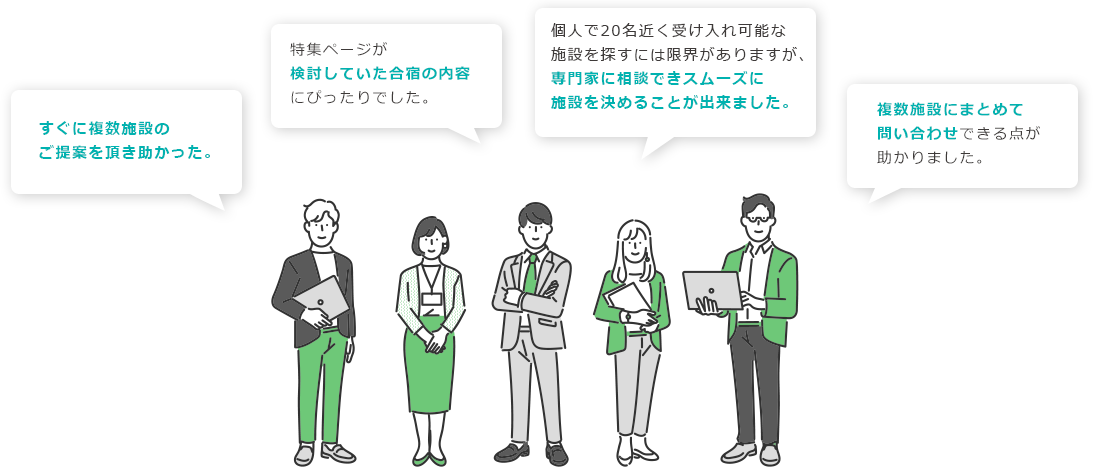 すぐに複数施設の
ご提案を頂き助かった。
特集ページが
検討していた合宿の内容
にぴったりでした。
個人で20名近く受け入れ可能な
施設を探すには限界がありますが、
専門家に相談できスムーズに
施設を決めることが出来ました。
複数施設にまとめて
問い合わせできる点が
助かりました。